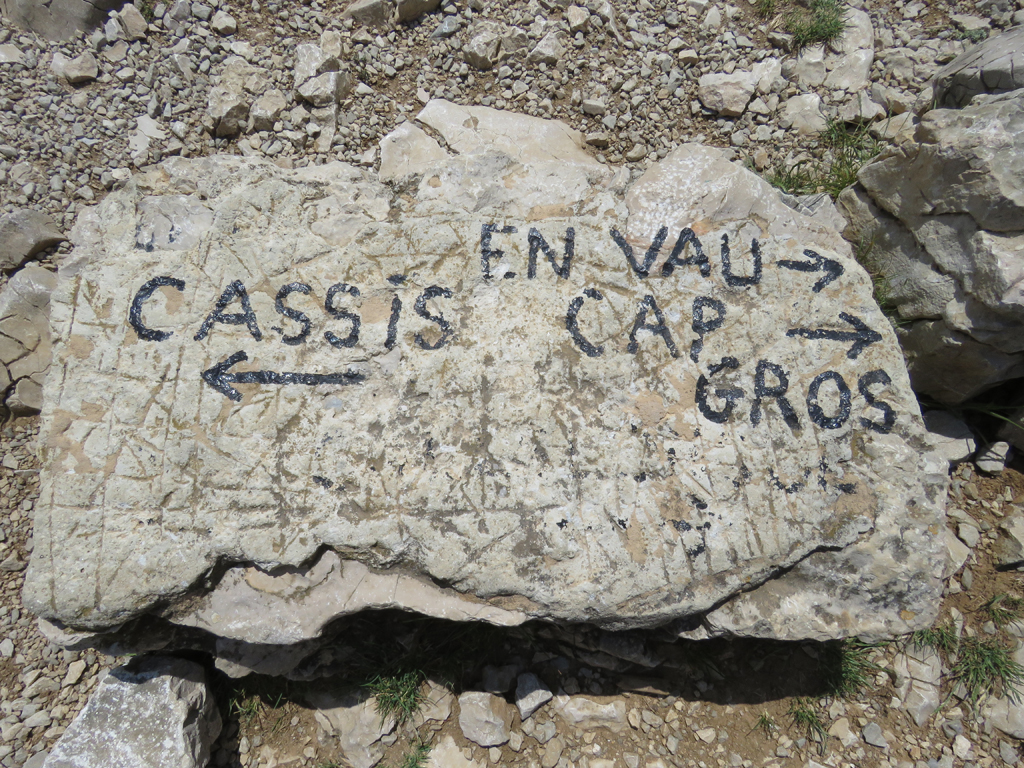 EN VAU →
CASSiS CAP →
← GROS